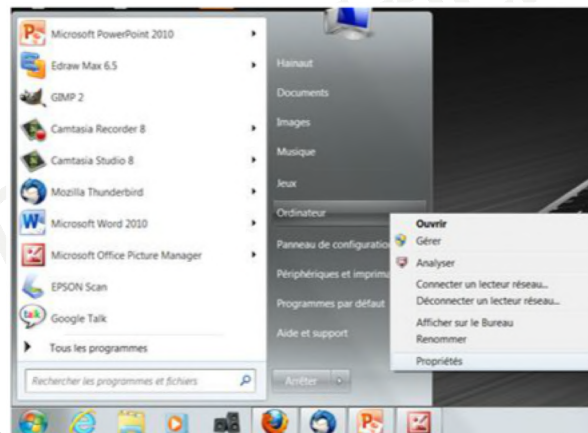 Microsoft PowerPoint 2010
Edraw Max 6.5
GIMP 2
Camtasia Recorder 8
Camtasia Studio 8
Mozilla Thunderbird
Microsoft Word 2010
Microsoft Office Picture Manager
EPSON Scan
Google Talk
Tous les programmes
Rechercher les programmes et fichiers
Hainaut
Documents
Images
Musique
Jeux
Ordinateur
Panneau de configuration
Périphériques et imprima
Programmes par défaut
Aide et support
Arrêter
Ouvrir
Gérer
Analyser
Connecter un lecteur réseau...
Déconnecter un lecteur réseau...
Afficher sur le Bureau
Renommer
Propriétés